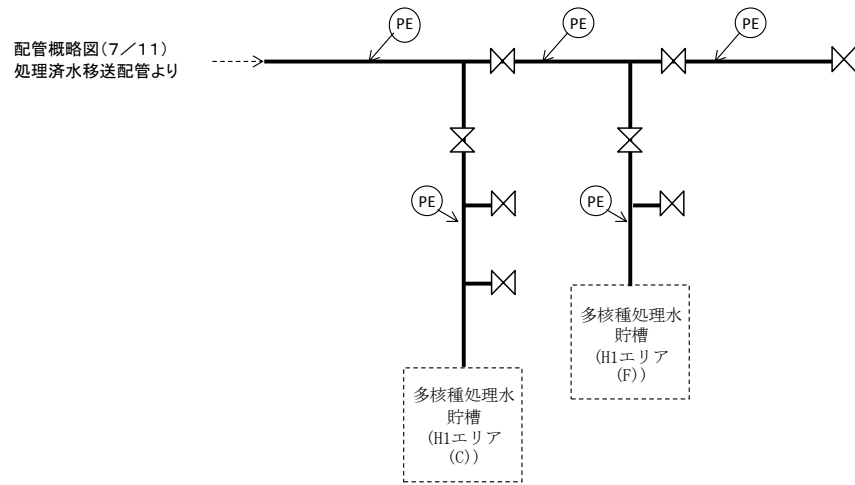 PE
PE
PE
配管概略図(7／11)
処理済水移送配管より
PE
PE
多核種処理水
貯槽
(H1エリア
(F))
多核種処理水
貯槽
(H1エリア
(C))